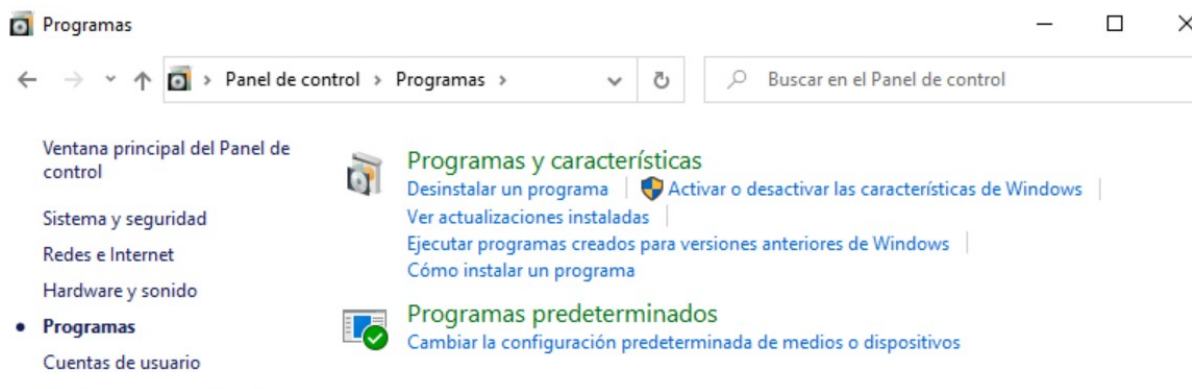 Programas
Panel de control > Programas >
Buscar en el Panel de control
Ventana principal del Panel de
control
Sistema y seguridad
Redes e Internet
Hardware y sonido
Programas
Cuentas de usuario
Programas y características
Desinstalar un programa
Activar o desactivar las características de Windows
Ver actualizaciones instaladas
Ejecutar programas creados para versiones anteriores de Windows
Cómo instalar un programa
Programas predeterminados
Cambiar la configuración predeterminada de medios o dispositivos